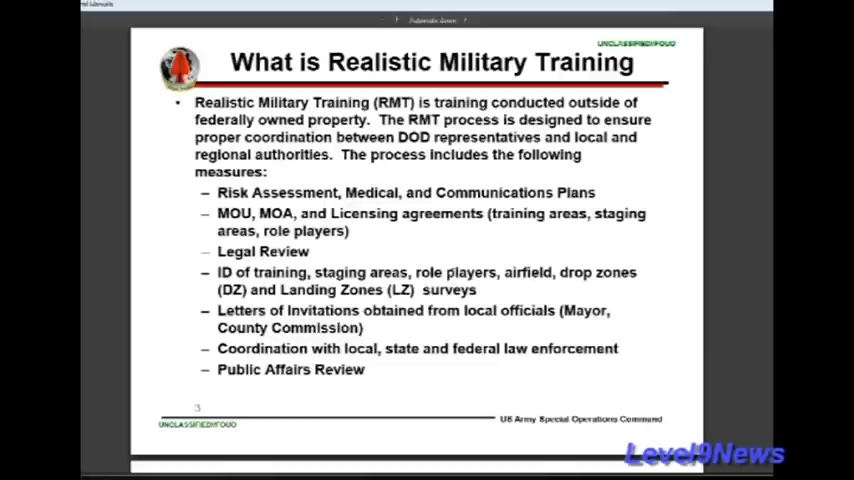 Automatic Zoom
UNCLASSIFIED//FOUO
What is Realistic Military Training
• Realistic Military Training (RMT) is training conducted outside of
federally owned property. The RMT process is designed to ensure
proper coordination between DOD representatives and local and
regional authorities. The process includes the following
measures:
– Risk Assessment, Medical, and Communications Plans
– MOU, MOA, and Licensing agreements (training areas, staging
areas, role players)
– Legal Review
– ID of training, staging areas, role players, airfield, drop zones
(DZ) and Landing Zones (LZ) surveys
– Letters of Invitations obtained from local officials (Mayor,
County Commission)
– Coordination with local, state and federal law enforcement
– Public Affairs Review
3
US Army Special Operations Command
UNCLASSIFIED//FOUO
Level9News